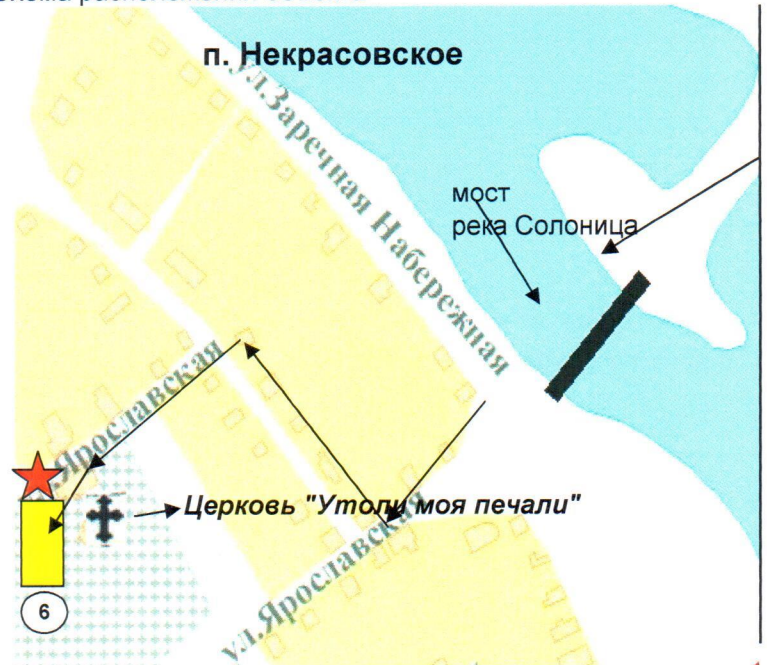 п. Некрасовское
ул.Заречная Набережная
мост
река Солоница
Ярославская
Церковь "Утоли моя печали"
ул.Ярославская
6